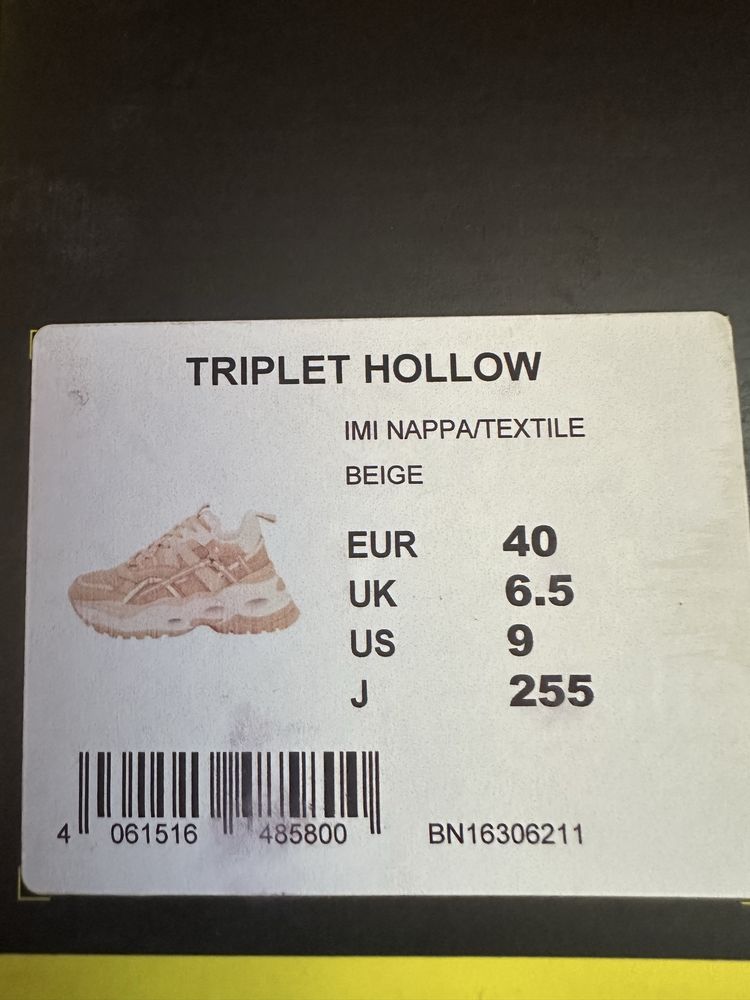 TRIPLET HOLLOW
IMI NAPPA/TEXTILE
BEIGE
EUR 40
UK 6.5
US 9
J 255
4 061516 485800 BN16306211